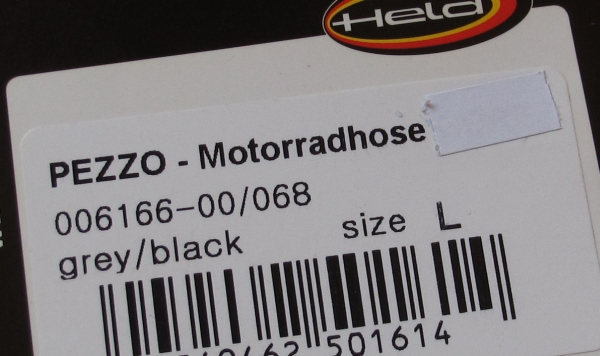 Held
PEZZO - Motorradhose
006166-00/068
grey/black
size L
501614